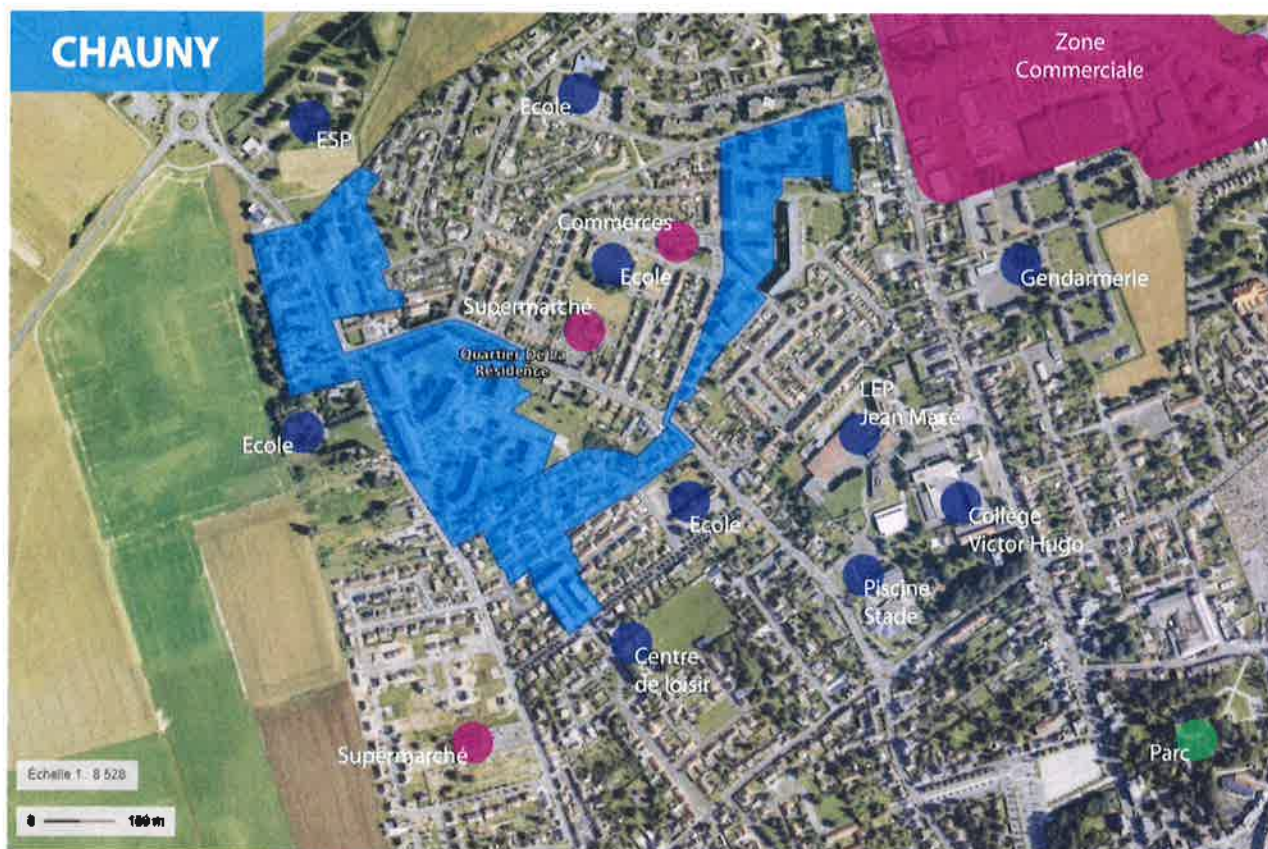 CHAUNY
Zone
Commerciale
Ecole
ESP
Commerces
Ecole
Gendarmerie
Supermarché
Quartier De La
Résidence
LEP
Jean Macé
Ecole
Ecole
Collège
Victor Hugo
Piscine
Stade
Centre
de loisir
Supermarché
Parc
Échelle 1 : 8 528